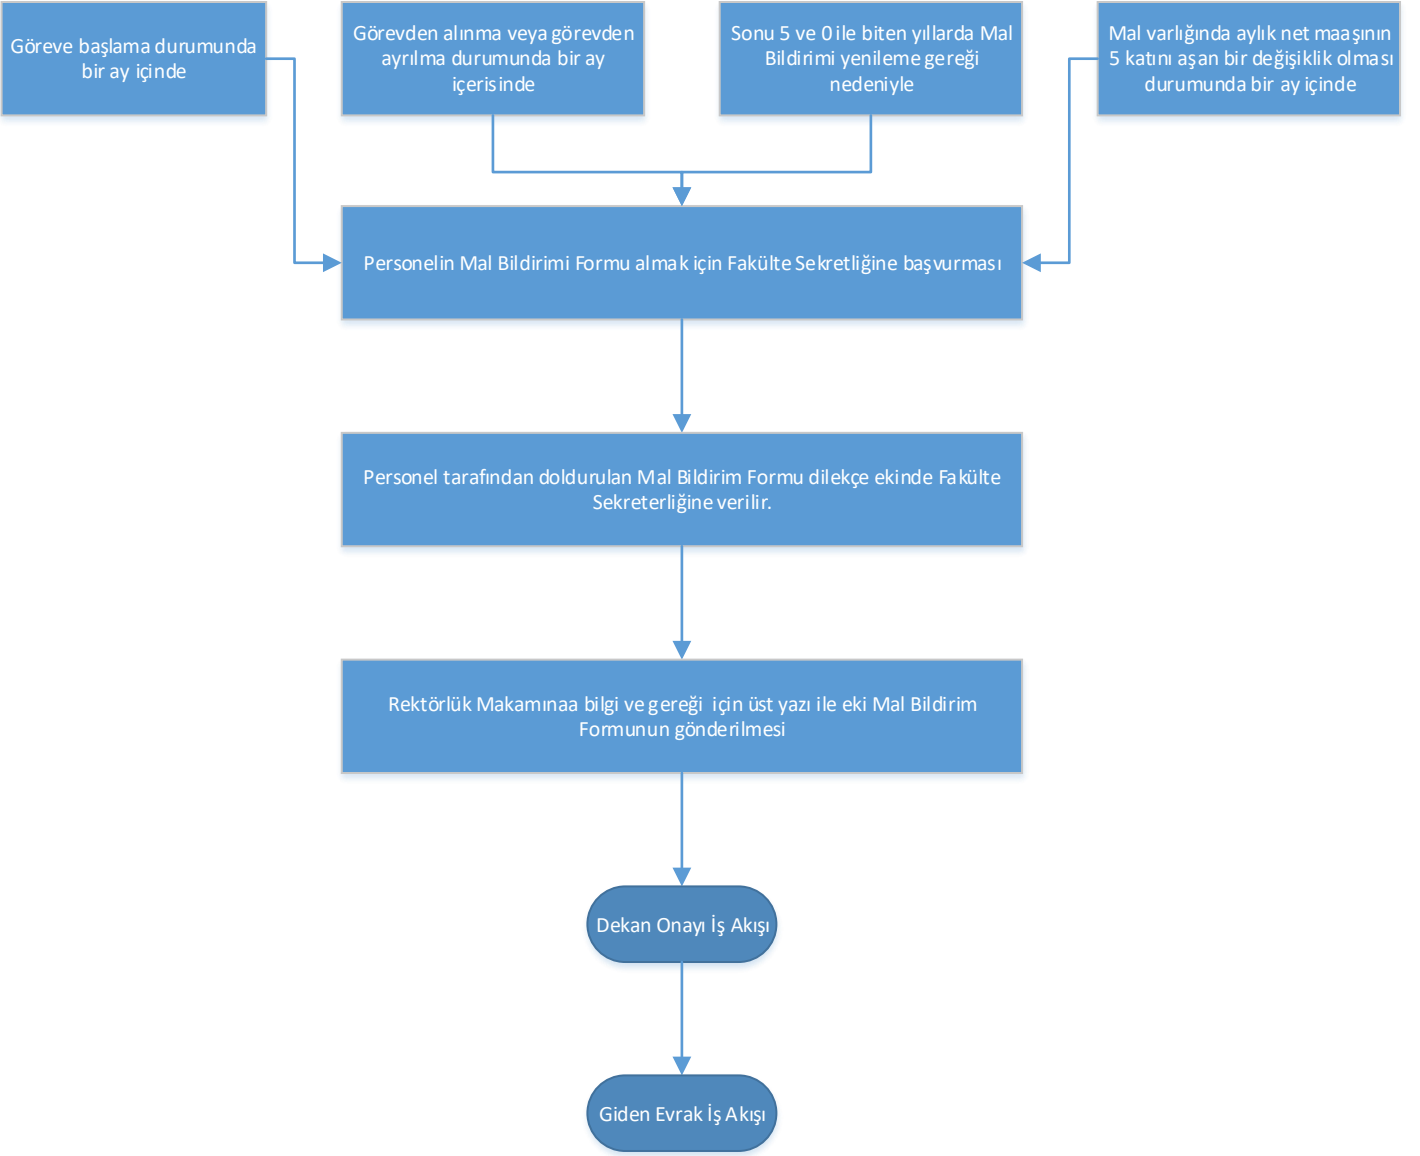 Göreve başlama durumunda
bir ay içinde
Görevden alınma veya görevden
ayrılma durumunda bir ay
içerisinde
Sonu 5 ve 0 ile biten yıllarda Mal
Bildirimi yenileme gereği
nedeniyle
Mal varlığında aylık net maaşının
5 katını aşan bir değişiklik olması
durumunda bir ay içinde
Personelin Mal Bildirimi Formu almak için Fakülte Sekretliğine başvurması
Personel tarafından doldurulan Mal Bildirim Formu dilekçe ekinde Fakülte
Sekreterliğine verilir.
Rektörlük Makamınaa bilgi ve gereği için üst yazı ile eki Mal Bildirim
Formunun gönderilmesi
Dekan Onayı İş Akışı
Giden Evrak İş Akışı